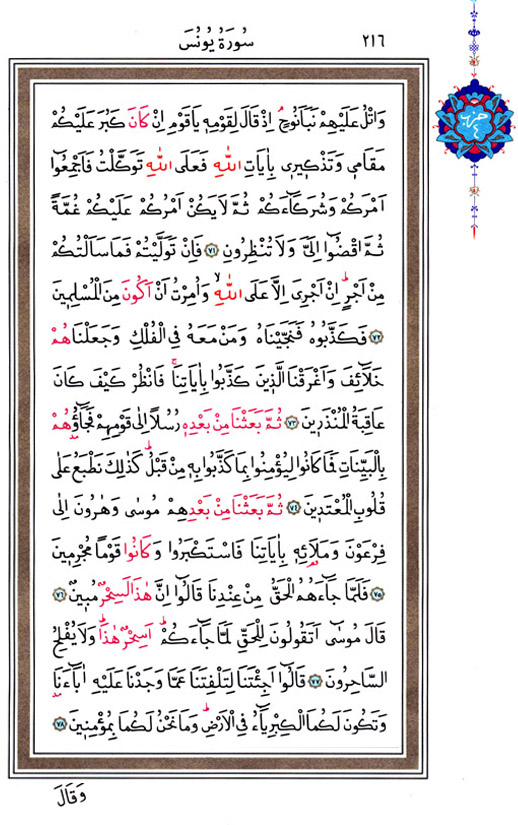 ٢١٦ سُورَةُ يُونُسَ
حزب
٤
وَاتْلُ عَلَيْهِمْ نَبَاَ نُوحٍۢ اِذْ قَالَ لِقَوْمِه۪ يَا قَوْمِ اِنْ كَانَ كَبُرَ عَلَيْكُمْ
مَقَام۪ي وَتَذْك۪ير۪ي بِاٰيَاتِ اللّٰهِ فَعَلَى اللّٰهِ تَوَكَّلْتُ فَاَجْمِعُٓوا
اَمْرَكُمْ وَشُرَكَٓاءَكُمْ ثُمَّ لَا يَكُنْ اَمْرُكُمْ عَلَيْكُمْ غُمَّةً
ثُمَّ اقْضُٓوا اِلَيَّ وَلَا تُنْظِرُونِ ﴿٧١﴾ فَاِنْ تَوَلَّيْتُمْ فَمَا سَاَلْتُكُمْ
مِنْ اَجْرٍۜ اِنْ اَجْرِيَ اِلَّا عَلَى اللّٰهِۙ وَاُمِرْتُ اَنْ اَكُونَ مِنَ الْمُسْلِم۪ينَ
﴿٧٢﴾ فَكَذَّبُوهُ فَنَجَّيْنَاهُ وَمَنْ مَعَهُ فِي الْفُلْكِ وَجَعَلْنَاهُمْ
خَلَٓائِفَ وَاَغْرَقْنَا الَّذ۪ينَ كَذَّبُوا بِاٰيَاتِنَاۚ فَانْظُرْ كَيْفَ كَانَ
عَاقِبَةُ الْمُنْذَر۪ينَ ﴿٧٣﴾ ثُمَّ بَعَثْنَا مِنْ بَعْدِه۪ رُسُلًا اِلٰى قَوْمِهِمْ فَجَٓاؤُ۫هُمْ
بِالْبَيِّنَاتِ فَمَا كَانُوا لِيُؤْمِنُوا بِمَا كَذَّبُوا بِه۪ مِنْ قَبْلُۜ كَذٰلِكَ نَطْبَعُ عَلٰى
قُلُوبِ الْمُعْتَد۪ينَ ﴿٧٤﴾ ثُمَّ بَعَثْنَا مِنْ بَعْدِهِمْ مُوسٰى وَهٰرُونَ اِلٰى
فِرْعَوْنَ وَمَلَا۬ئِه۪ بِاٰيَاتِنَا فَاسْتَكْبَرُوا وَكَانُوا قَوْمًا مُجْرِم۪ينَ
﴿٧٥﴾ فَلَمَّا جَٓاءَهُمُ الْحَقُّ مِنْ عِنْدِنَا قَالُٓوا اِنَّ هٰذَا لَسِحْرٌ مُب۪ينٌ ﴿٧٦﴾
قَالَ مُوسٰٓى اَتَقُولُونَ لِلْحَقِّ لَمَّا جَٓاءَكُمْۜ اَسِحْرٌ هٰذَاۜ وَلَا يُفْلِحُ
السَّاحِرُونَ ﴿٧٧﴾ قَالُٓوا اَجِئْتَنَا لِتَلْفِتَنَا عَمَّا وَجَدْنَا عَلَيْهِ اٰبَٓاءَنَا
وَتَكُونَ لَكُمَا الْكِبْرِيَٓاءُ فِي الْاَرْضِۜ وَمَا نَحْنُ لَكُمَا بِمُؤْمِن۪ينَ ﴿٧٨﴾
وَقَالَ